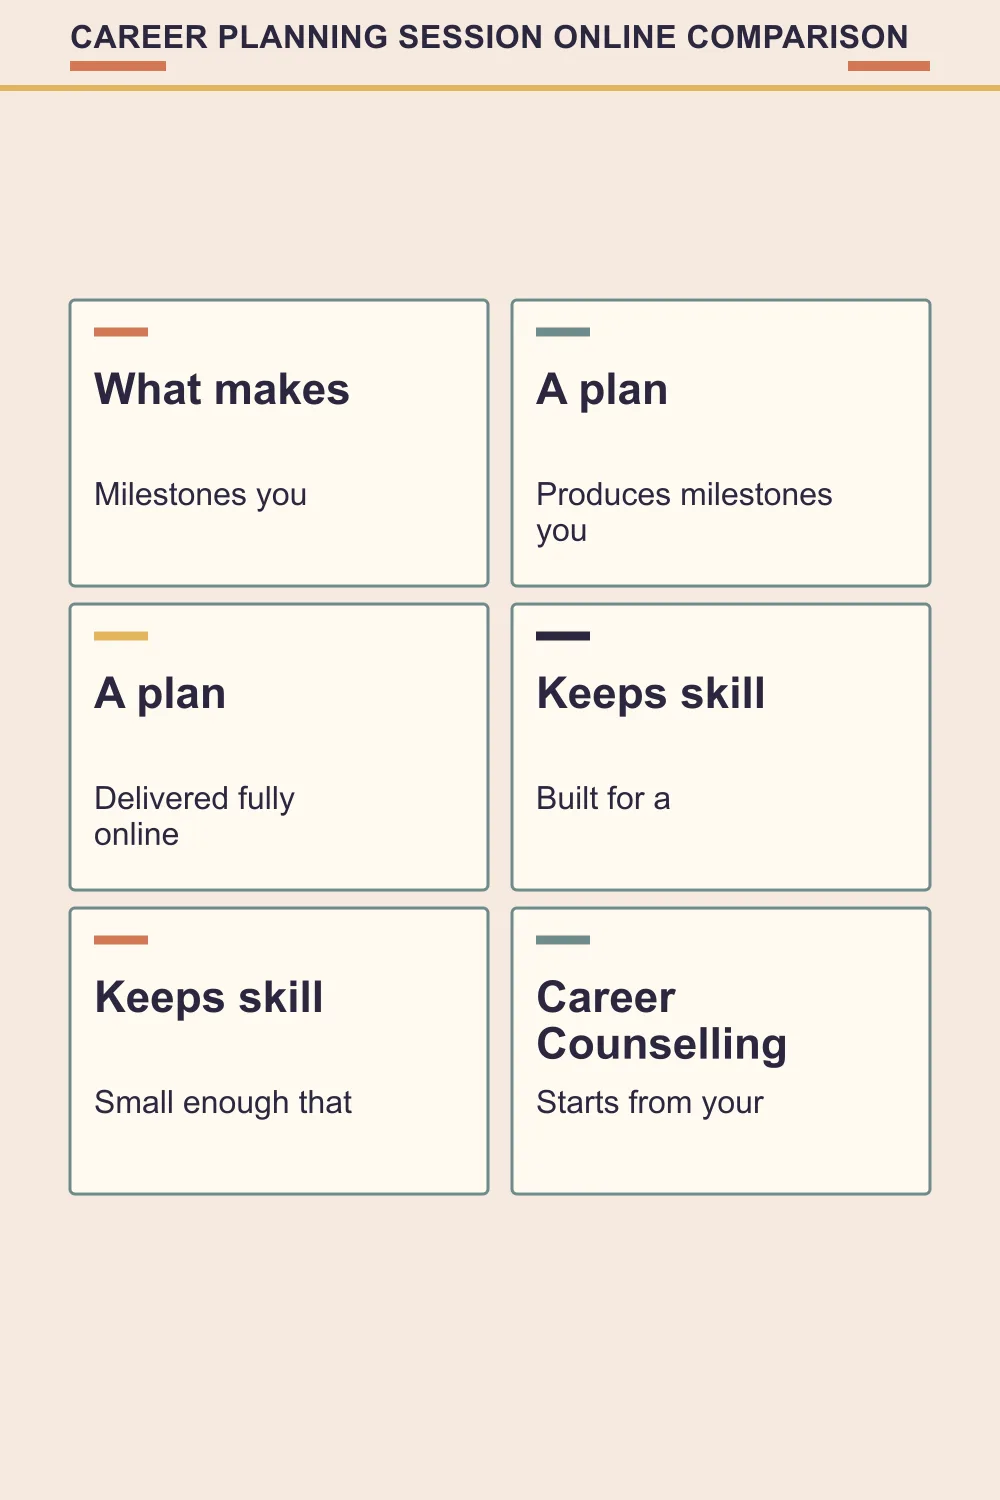 CAREER PLANNING SESSION ONLINE COMPARISON
What makes
Milestones you
A plan
Produces milestones
you
A plan
Delivered fully
online
Keeps skill
Built for a
Keeps skill
Small enough that
Career
Counselling
Starts from your